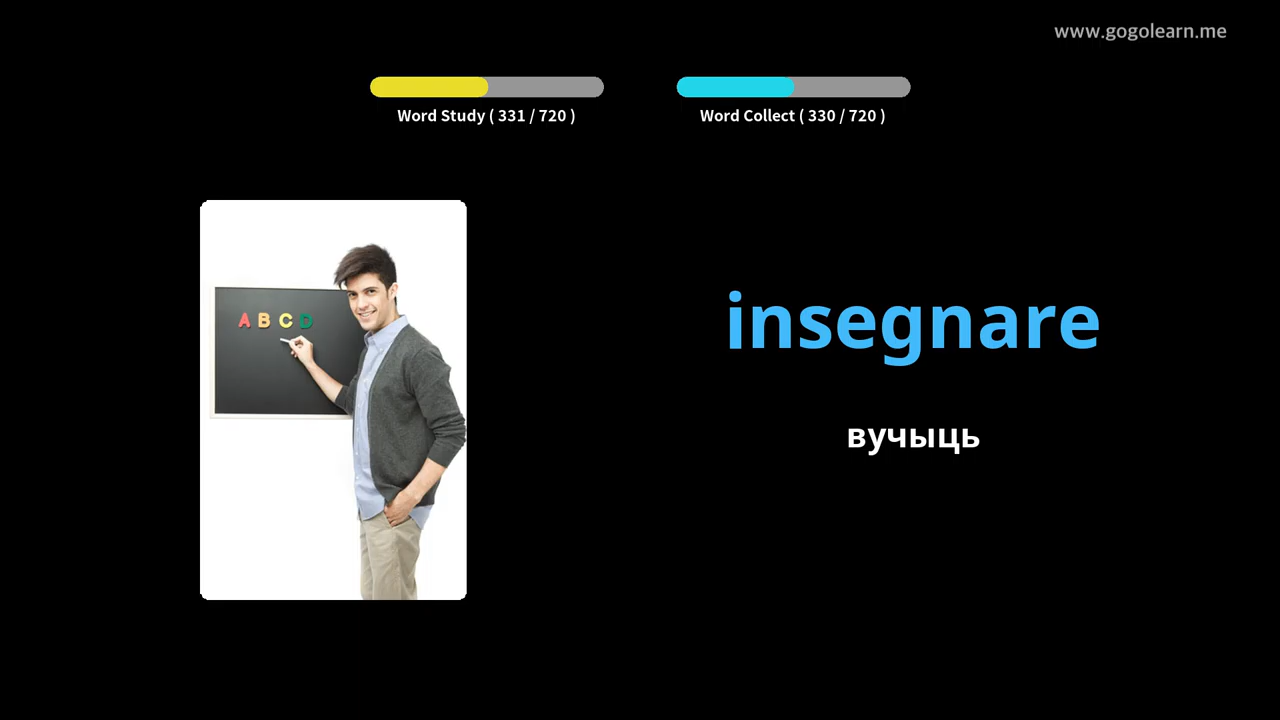 www.gogolearn.me
Word Study ( 331 / 720 )
Word Collect ( 330 / 720 )
A B C D
insegnare
вучыць